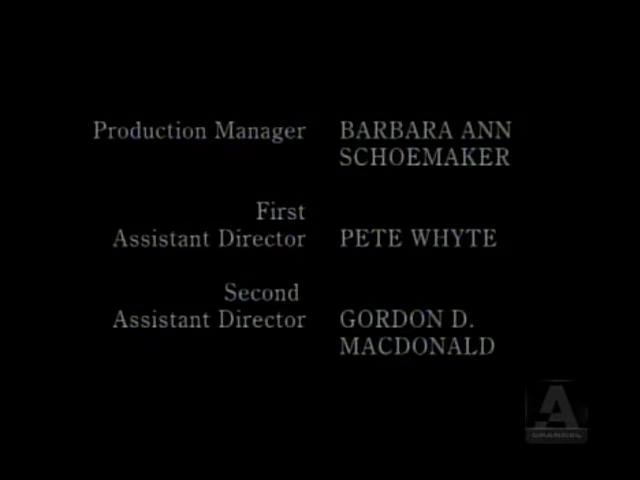 Production Manager BARBARA ANN
SCHOEMAKER
First
Assistant Director PETE WHYTE
Second
Assistant Director GORDON D.
MACDONALD
A
CHANNEL